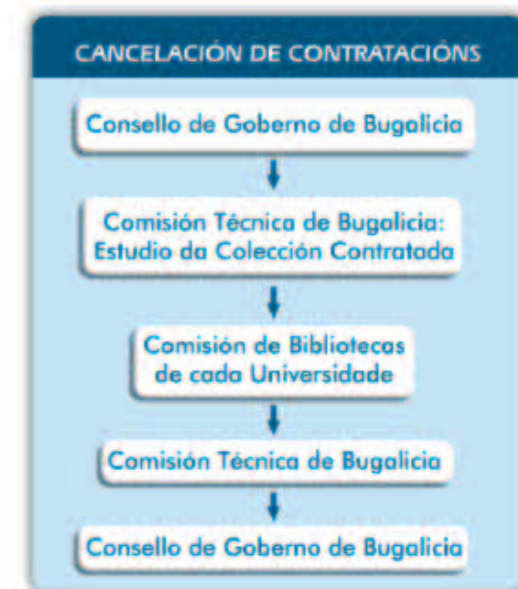 CANCELACIÓN DE CONTRATACIÓNS
Consello de Goberno de Bugalicia
Comisión Técnica de Bugalicia:
Estudio da Colección Contratada
Comisión de Bibliotecas
de cada Universidade
Comisión Técnica de Bugalicia
Consello de Goberno de Bugalicia